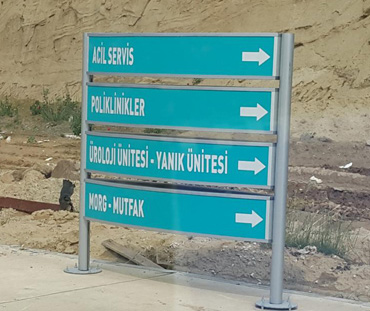 ACİL SERVİS
POLİKLİNİKLER
ÜROLOJİ ÜNİTESİ - YANIK ÜNİTESİ
MORG - MUTFAK